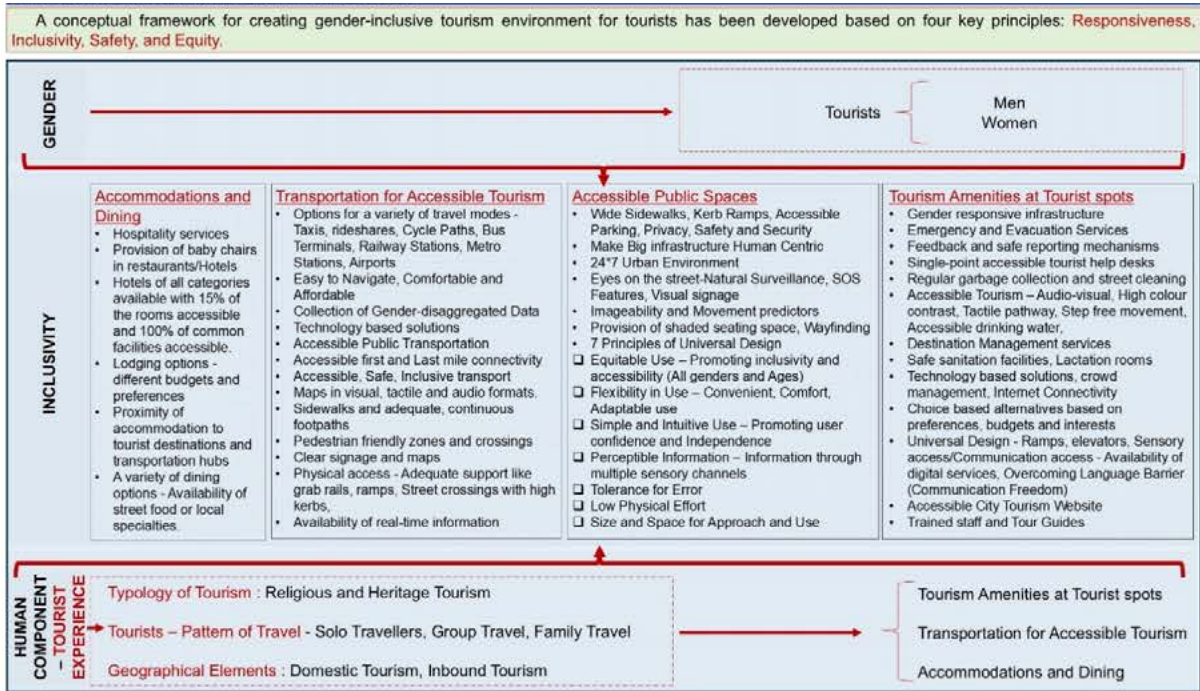 A conceptual framework for creating gender-inclusive tourism environment for tourists has been developed based on four key principles: Responsiveness,
Inclusivity, Safety, and Equity.
GENDER
Tourists
Men
Women
INCLUSIVITY
Accommodations and
Dining
• Hospitality services
• Provision of baby chairs
in restaurants/Hotels
• Hotels of all categories
available with 15% of
the rooms accessible
and 100% of common
facilities accessible.
• Lodging options -
different budgets and
preferences
• Proximity of
accommodation to
tourist destinations and
transportation hubs
• A variety of dining
options - Availability of
street food or local
specialties.
Transportation for Accessible Tourism
• Options for a variety of travel modes -
Taxis, rideshares, Cycle Paths, Bus
Terminals, Railway Stations, Metro
Stations, Airports
• Easy to Navigate, Comfortable and
Affordable
• Collection of Gender-disaggregated Data
• Technology based solutions
• Accessible Public Transportation
• Accessible first and Last mile connectivity
• Accessible, Safe, Inclusive transport
• Maps in visual, tactile and audio formats.
• Sidewalks and adequate, continuous
footpaths
• Pedestrian friendly zones and crossings
• Clear signage and maps
• Physical access - Adequate support like
grab rails, ramps, Street crossings with high
kerbs,
• Availability of real-time information
Accessible Public Spaces
• Wide Sidewalks, Kerb Ramps, Accessible
Parking, Privacy, Safety and Security
• Make Big infrastructure Human Centric
• 24*7 Urban Environment
• Eyes on the street-Natural Surveillance, SOS
Features, Visual signage
• Imageability and Movement predictors
• Provision of shaded seating space, Wayfinding
• 7 Principles of Universal Design
❑ Equitable Use – Promoting inclusivity and
accessibility (All genders and Ages)
❑ Flexibility in Use – Convenient, Comfort,
Adaptable use
❑ Simple and Intuitive Use – Promoting user
confidence and Independence
❑ Perceptible Information – Information through
multiple sensory channels
❑ Tolerance for Error
❑ Low Physical Effort
❑ Size and Space for Approach and Use
Tourism Amenities at Tourist spots
• Gender responsive infrastructure
• Emergency and Evacuation Services
• Feedback and safe reporting mechanisms
• Single-point accessible tourist help desks
• Regular garbage collection and street cleaning
• Accessible Tourism – Audio-visual, High colour
contrast, Tactile pathway, Step free movement,
Accessible drinking water,
• Destination Management services
• Safe sanitation facilities, Lactation rooms
• Technology based solutions, crowd
management, Internet Connectivity
• Choice based alternatives based on
preferences, budgets and interests
• Universal Design - Ramps, elevators, Sensory
access/Communication access - Availability of
digital services, Overcoming Language Barrier
(Communication Freedom)
• Accessible City Tourism Website
• Trained staff and Tour Guides
HUMAN
COMPONENT
– TOURIST
EXPERIENCE
Typology of Tourism : Religious and Heritage Tourism
Tourists – Pattern of Travel - Solo Travellers, Group Travel, Family Travel
Geographical Elements : Domestic Tourism, Inbound Tourism
Tourism Amenities at Tourist spots
Transportation for Accessible Tourism
Accommodations and Dining